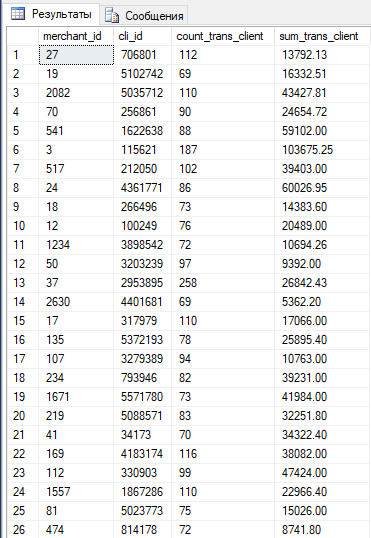 Результаты Сообщения
merchant_id cli_id count_trans_client sum_trans_client
1 27 706801 112 13792.13
2 19 5102742 69 16332.51
3 2082 5035712 110 43427.81
4 70 256861 90 24654.72
5 541 1622638 88 59102.00
6 3 115621 187 103675.25
7 517 212050 102 39403.00
8 24 4361771 86 60026.95
9 18 266496 73 14383.60
10 12 100249 76 20489.00
11 1234 3898542 72 10694.26
12 50 3203239 97 9392.00
13 37 2953895 258 26842.43
14 2630 4401681 69 5362.20
15 17 317979 110 17066.00
16 135 5372193 78 25895.40
17 107 3279389 94 10763.00
18 234 793946 82 39231.00
19 1671 5571780 73 41984.00
20 219 5088571 83 32251.80
21 41 34173 70 34322.40
22 169 4183174 116 38082.00
23 112 330903 99 47424.00
24 1557 1867286 110 22966.40
25 81 5023773 75 15026.00
26 474 814178 72 8741.80